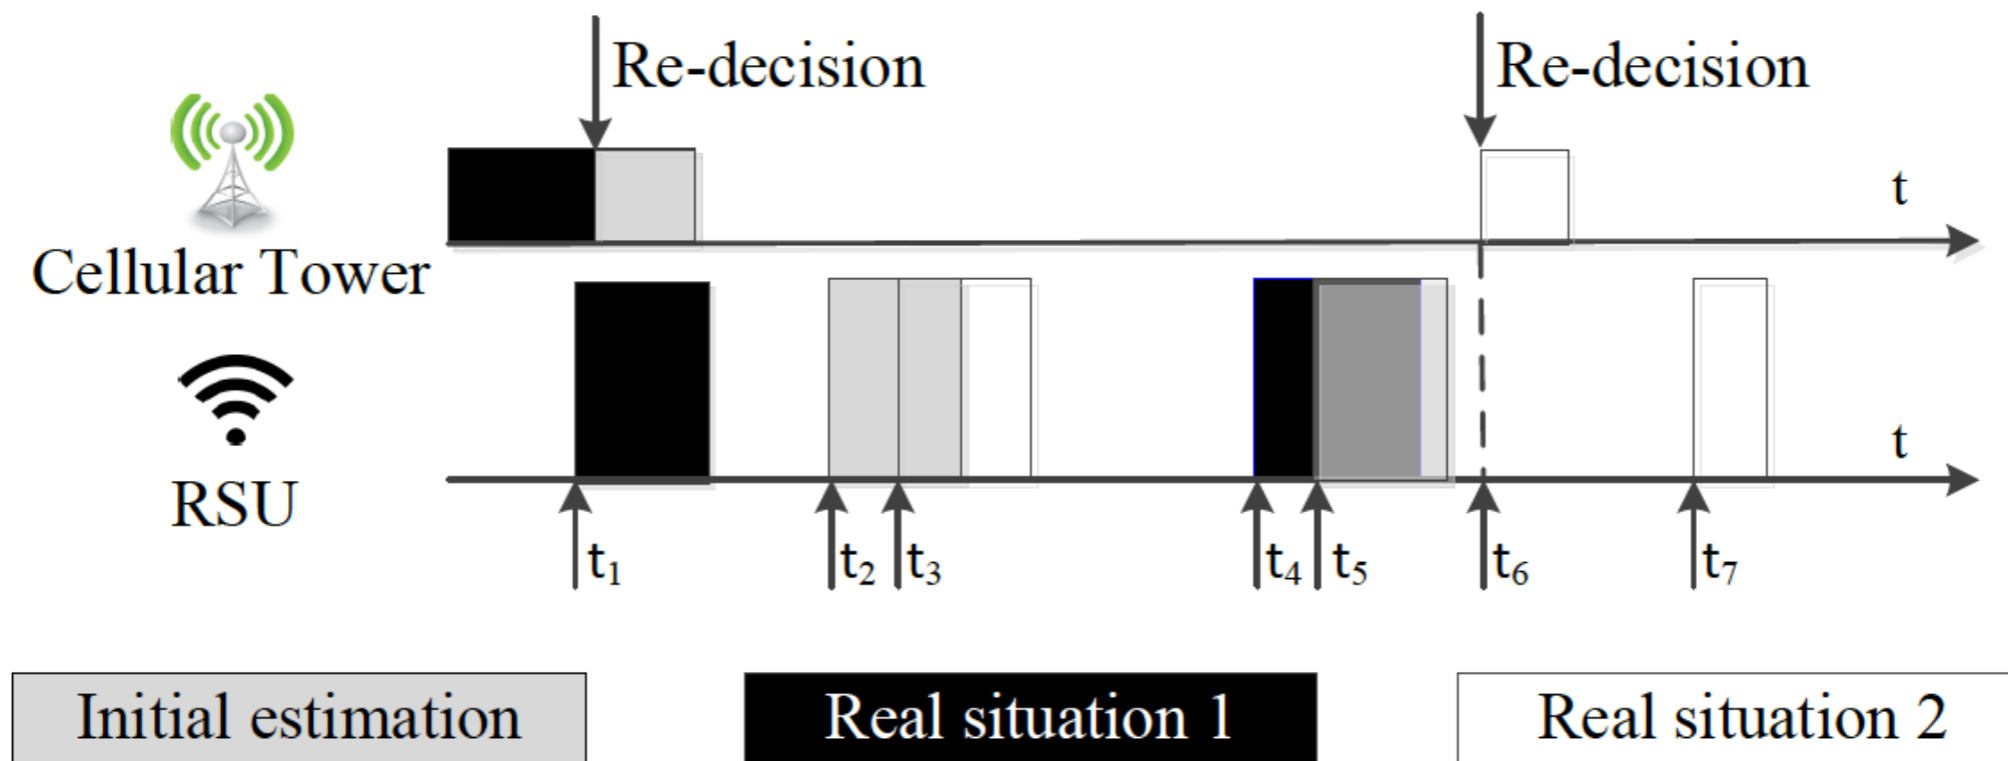 Re-decision
Re-decision
t
Cellular Tower
t
RSU
t₁ t₂ t₃ t₄ t₅ t₆ t₇
Initial estimation
Real situation 1
Real situation 2